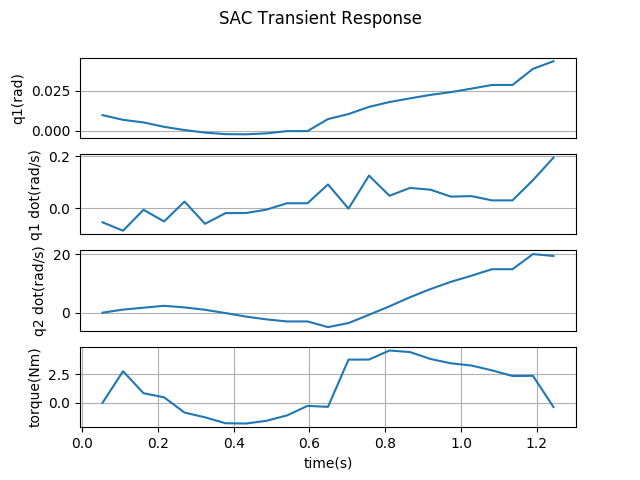 SAC Transient Response
q1(rad)
0.025
0.000
q1 dot(rad/s)
0.2
0.0
q2 dot(rad/s)
20
0
torque(Nm)
2.5
0.0
0.0 0.2 0.4 0.6 0.8 1.0 1.2
time(s)